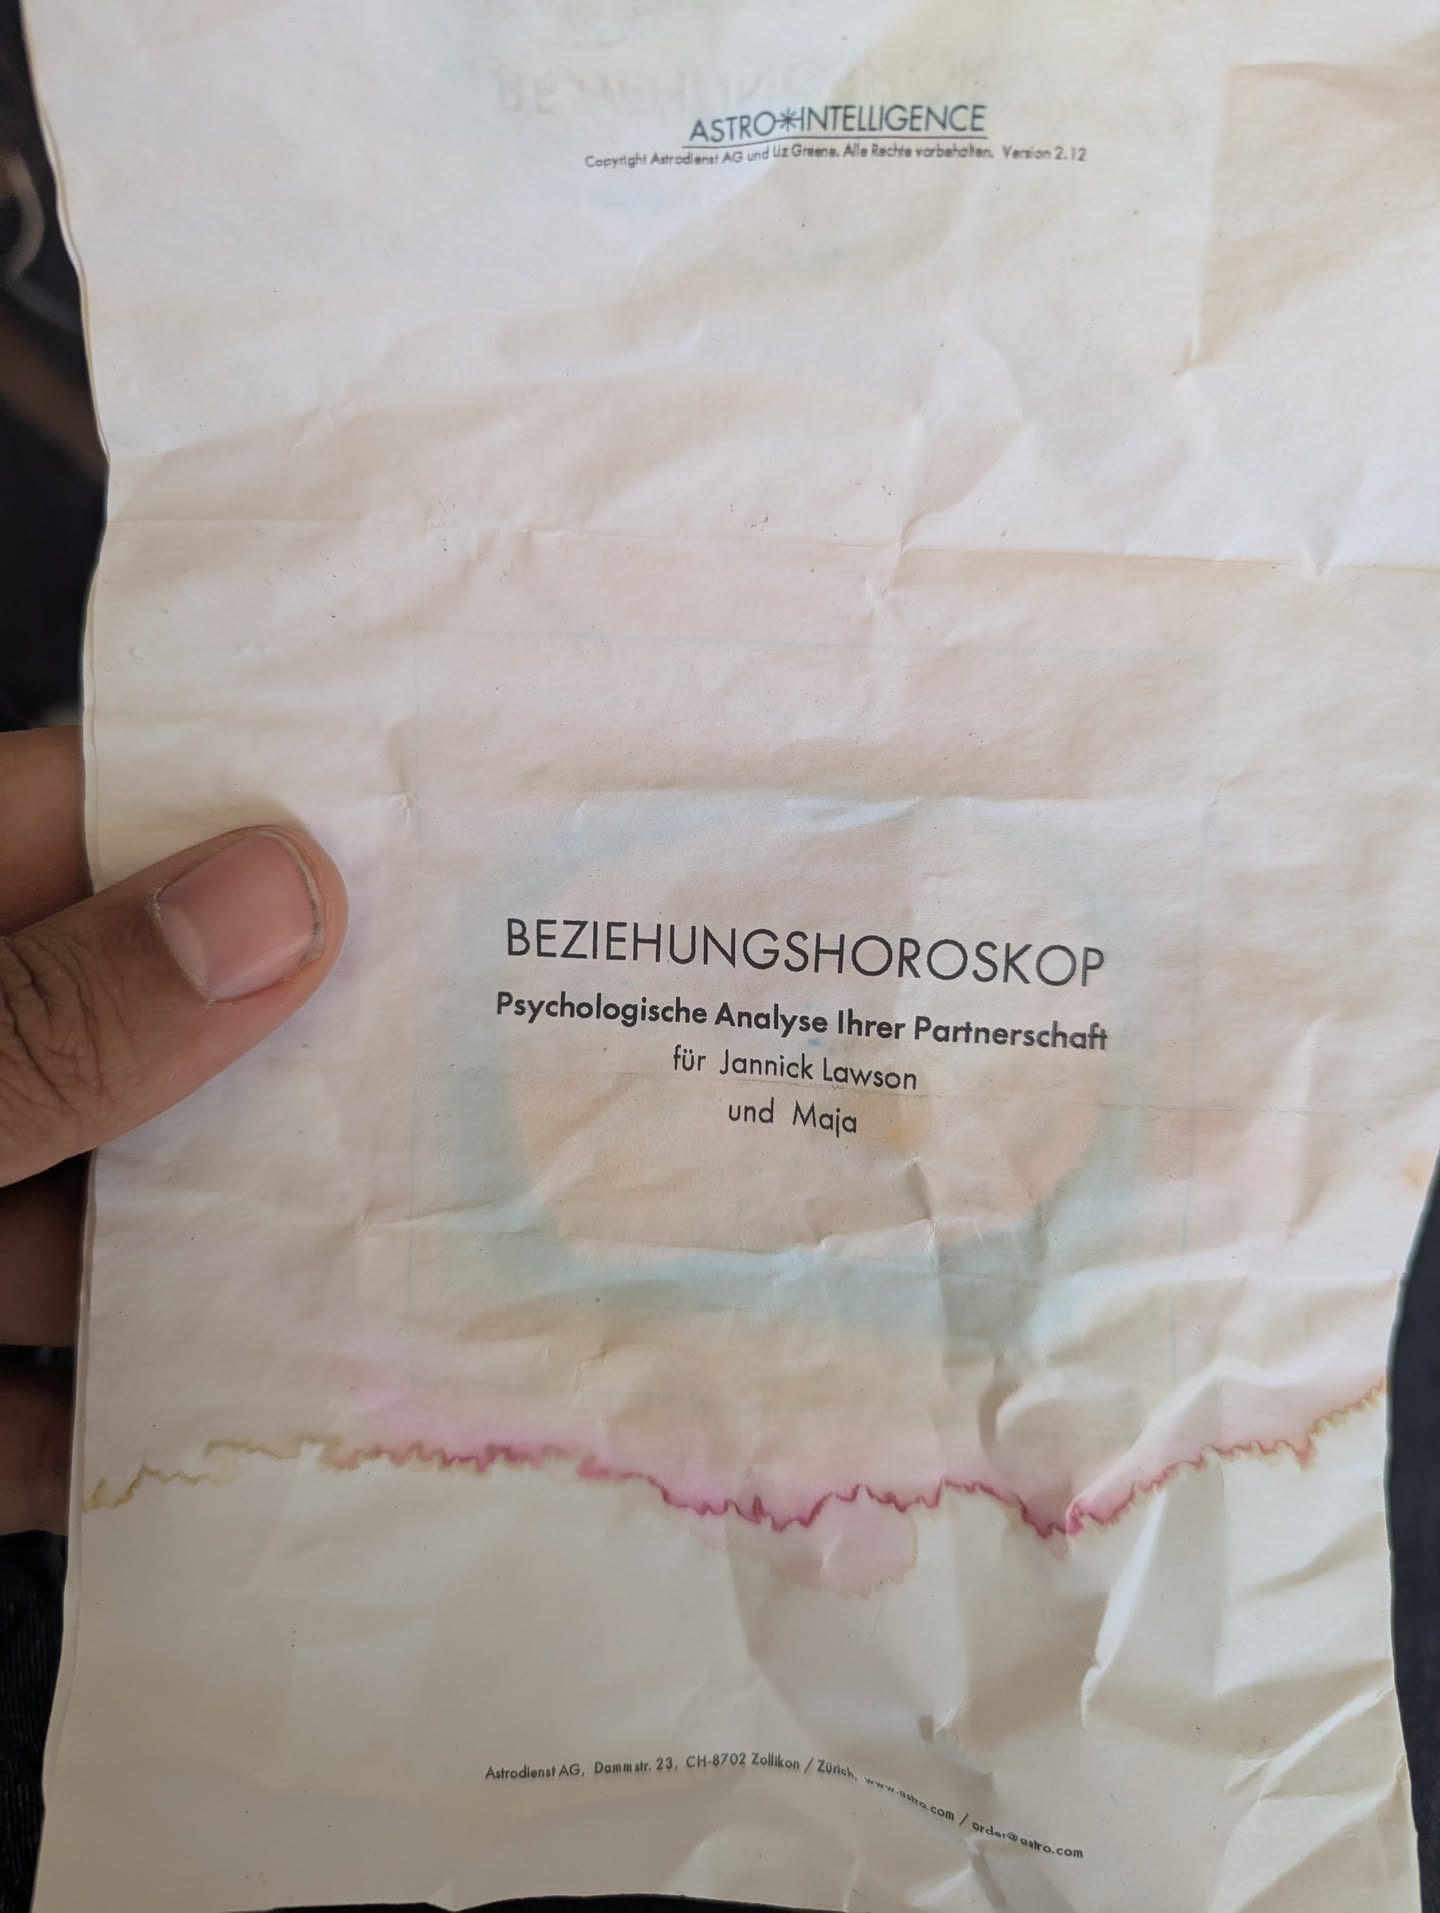 ASTRO✳INTELLIGENCE
Copyright Astrodienst AG und Liz Greene. Alle Rechte vorbehalten. Version 2.12
BEZIEHUNGSHOROSKOP
Psychologische Analyse Ihrer Partnerschaft
für Jannick Lawson
und Maja
Astrodienst AG, Dammstr. 23, CH-8702 Zollikon / Zürich, www.astro.com / order@astro.com